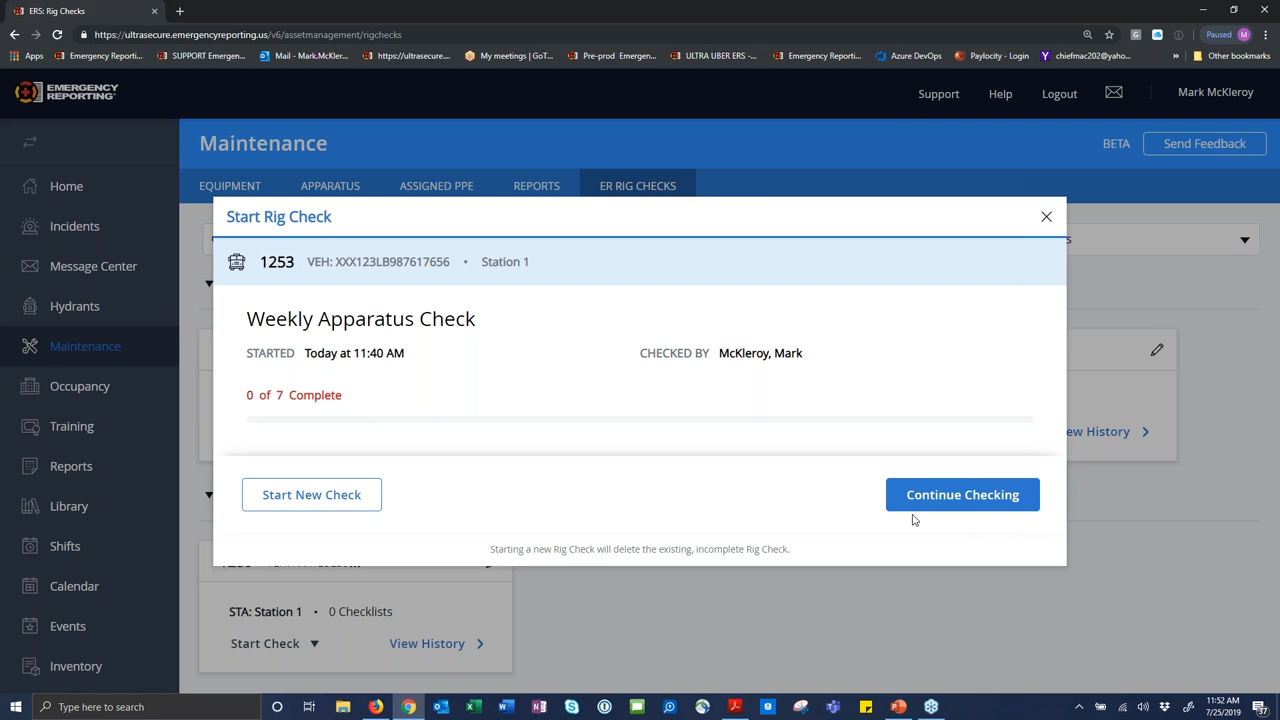 ERS: Rig Checks
https://ultrasecure.emergencyreporting.us/v6/assetmanagement/rigchecks
Paused M
Apps Emergency Reporti... SUPPORT Emergen... Mail - Mark.McKler... https://ultrasecure.... My meetings | GoT... Pre-prod Emergen... ULTRA UBER ERS -... Emergency Reporti... Azure DevOps Paylocity - Login chiefmac202@yaho... » Other bookmarks
EMERGENCY REPORTING™
Support Help Logout Mark McKleroy
Maintenance
BETA Send Feedback
EQUIPMENT APPARATUS ASSIGNED PPE REPORTS ER RIG CHECKS
Home
Incidents
Message Center
Hydrants
Maintenance
Occupancy
Training
Reports
Library
Shifts
Calendar
Events
Inventory
Start Rig Check
1253 VEH: XXX123LB987617656 • Station 1
Weekly Apparatus Check
STARTED Today at 11:40 AM CHECKED BY McKleroy, Mark
0 of 7 Complete
Start New Check Continue Checking
Starting a new Rig Check will delete the existing, incomplete Rig Check.
ew History
STA: Station 1 • 0 Checklists
Start Check View History
Type here to search
11:52 AM
7/25/2019